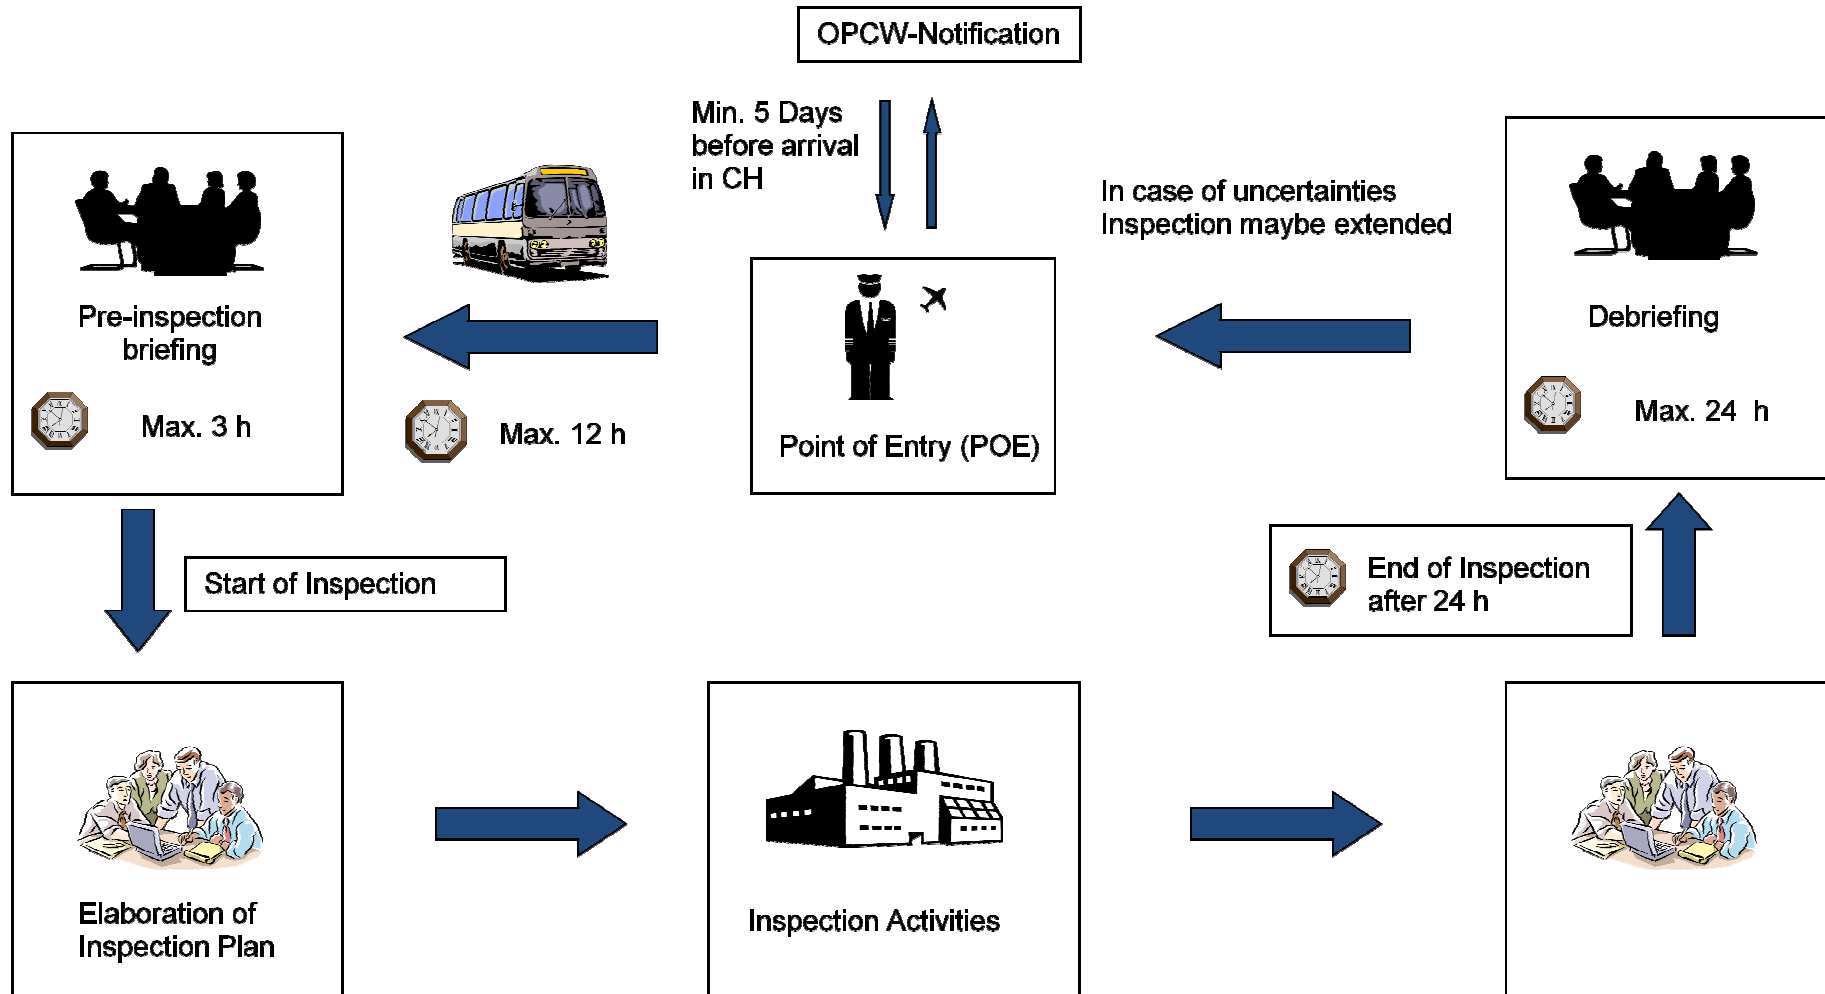 OPCW-Notification
Min. 5 Days
before arrival
in CH
In case of uncertainties
Inspection maybe extended
Pre-inspection
briefing
Max. 3 h
Max. 12 h
Point of Entry (POE)
Debriefing
Max. 24 h
Start of Inspection
End of Inspection
after 24 h
Elaboration of
Inspection Plan
Inspection Activities